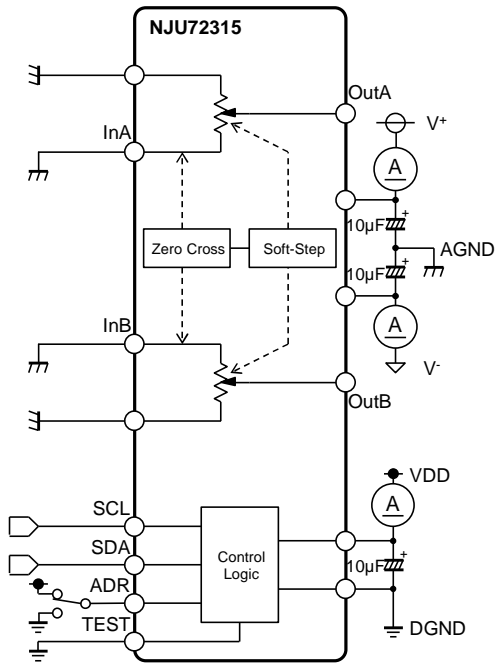 NJU72315
OutA
V+
InA
A
10µF
+
Zero Cross
Soft-Step
AGND
10µF
+
InB
A
V-
OutB
VDD
SCL
A
SDA
Control
Logic
10µF
+
ADR
TEST
DGND